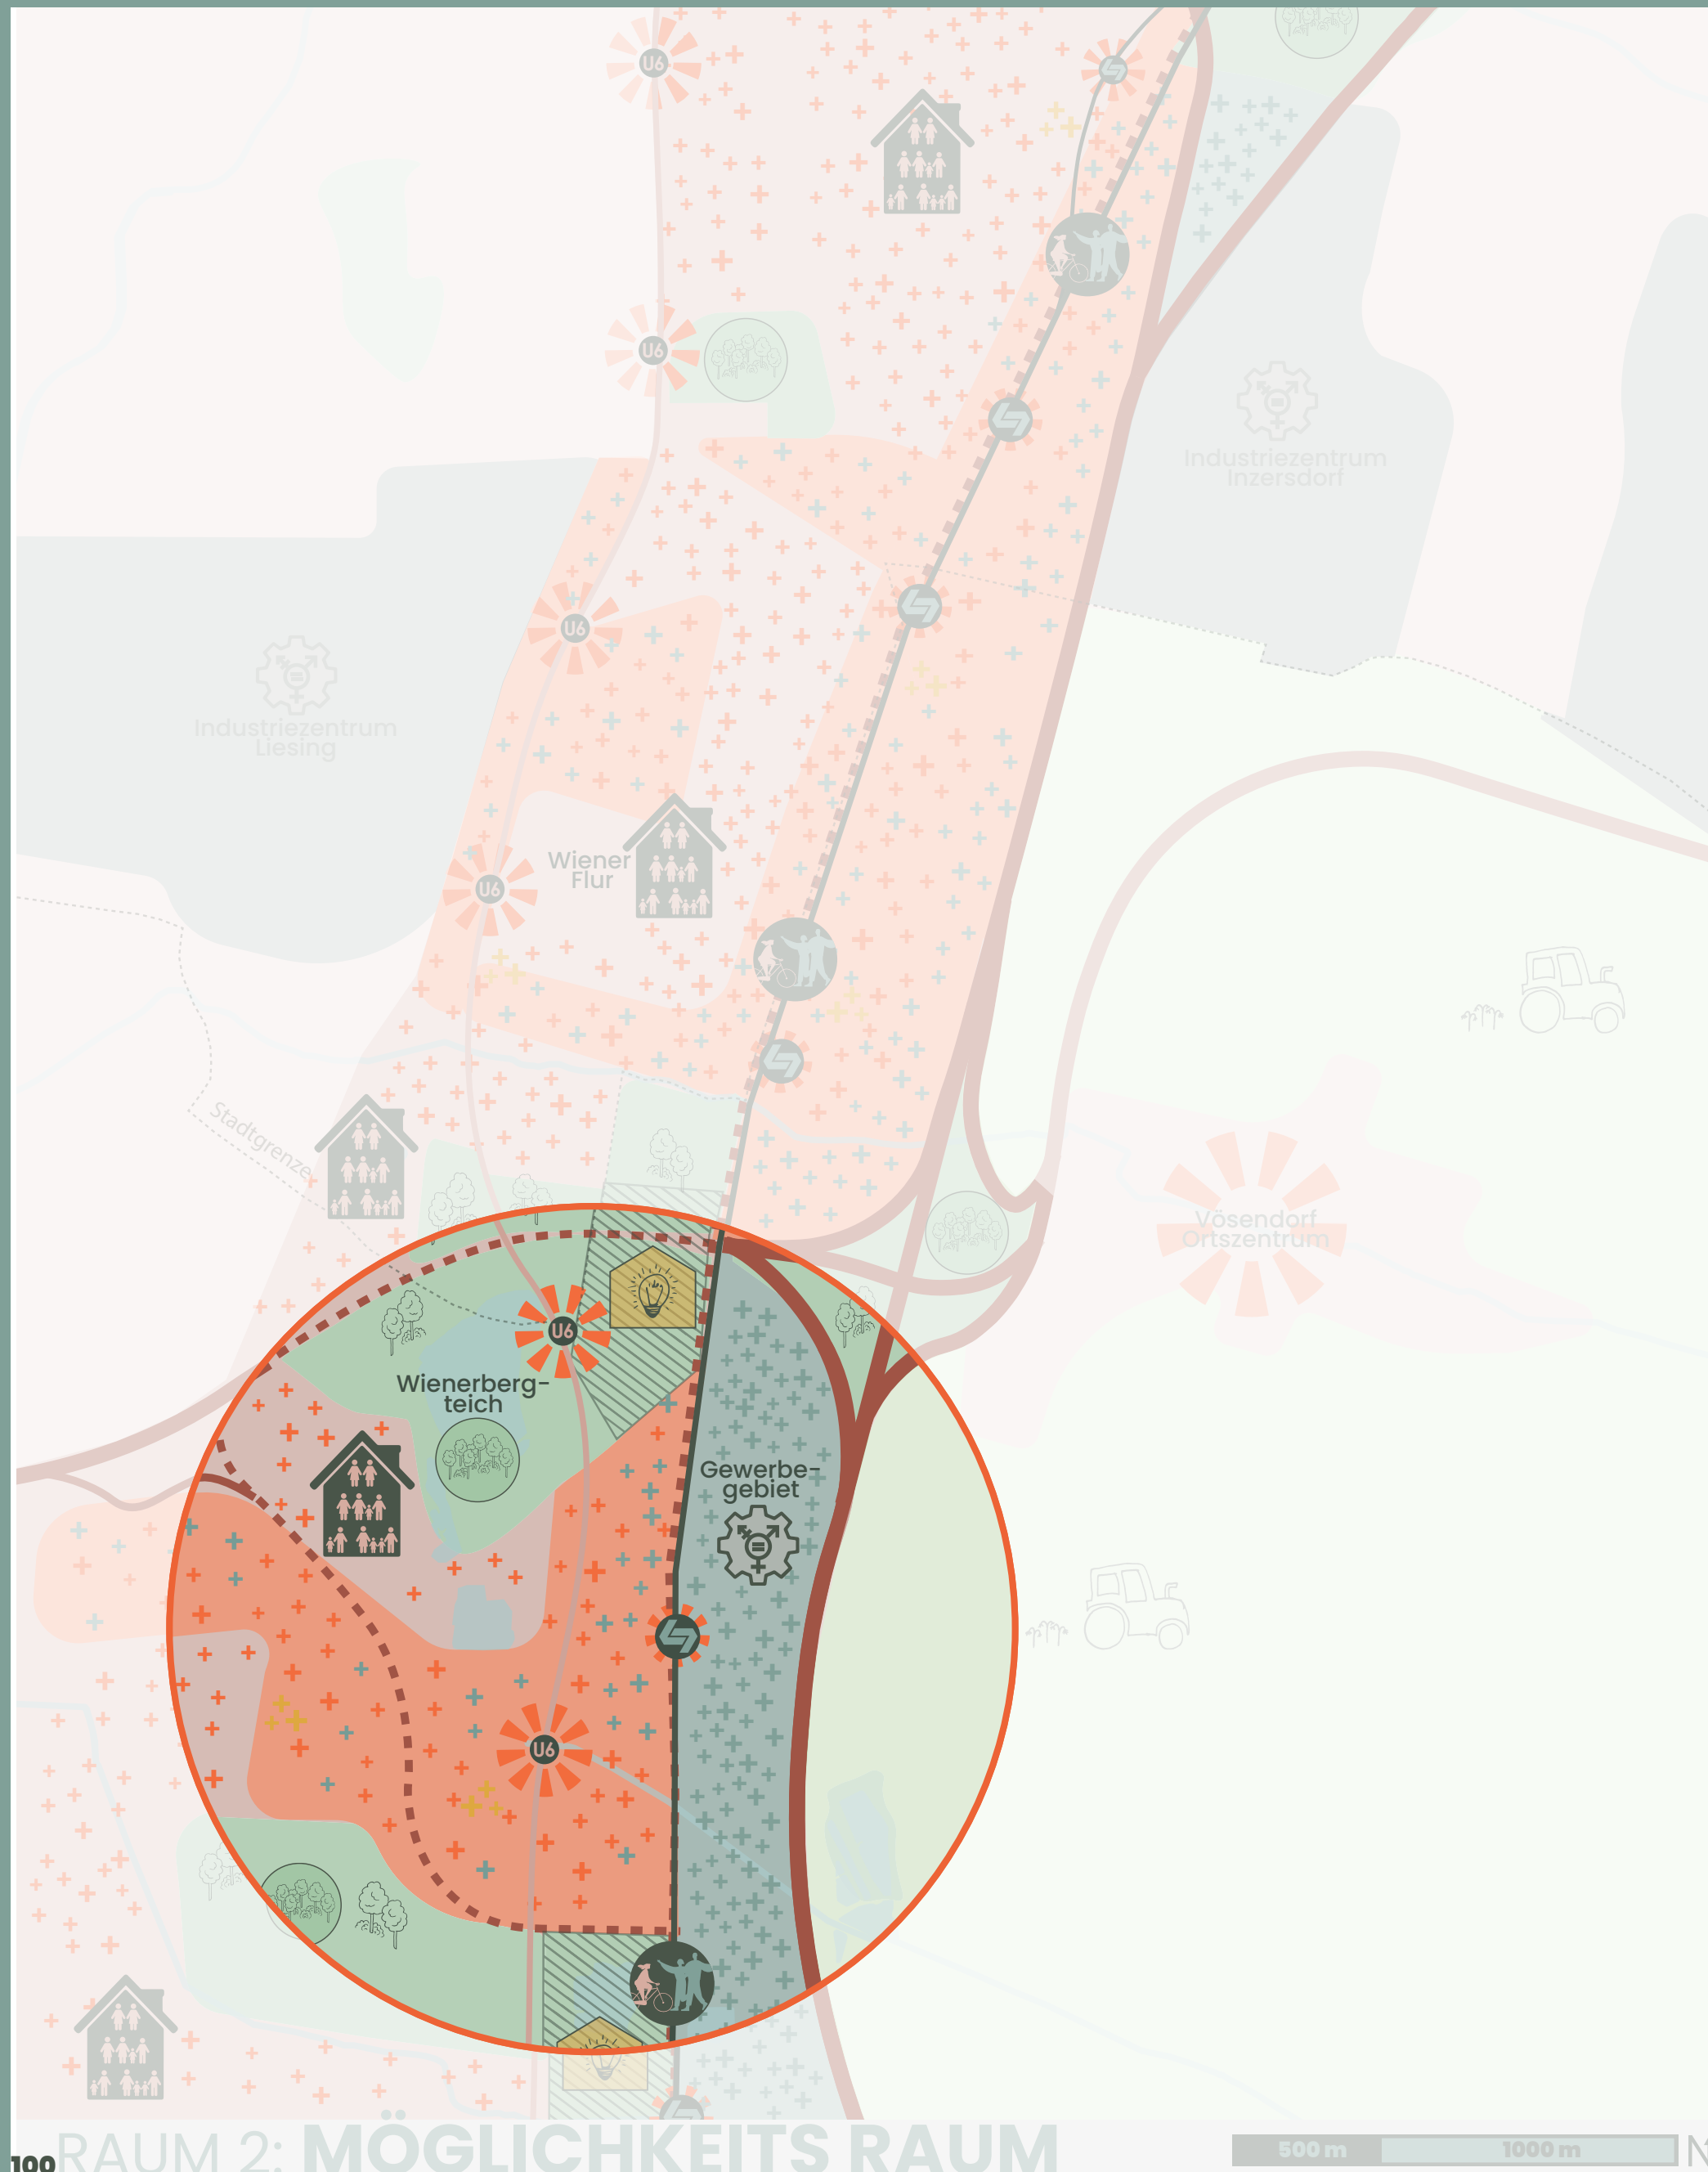 U6
U6
Industriezentrum
Inzersdorf
U6
Industriezentrum
Liesing
Wiener
Flur
U6
Stadtgrenze
Vösendorf
Ortszentrum
U6
Wienerberg-
teich
Gewerbe-
gebiet
U6
100
RAUM 2: MÖGLICHKEITS RAUM
500 m
1000 m
N